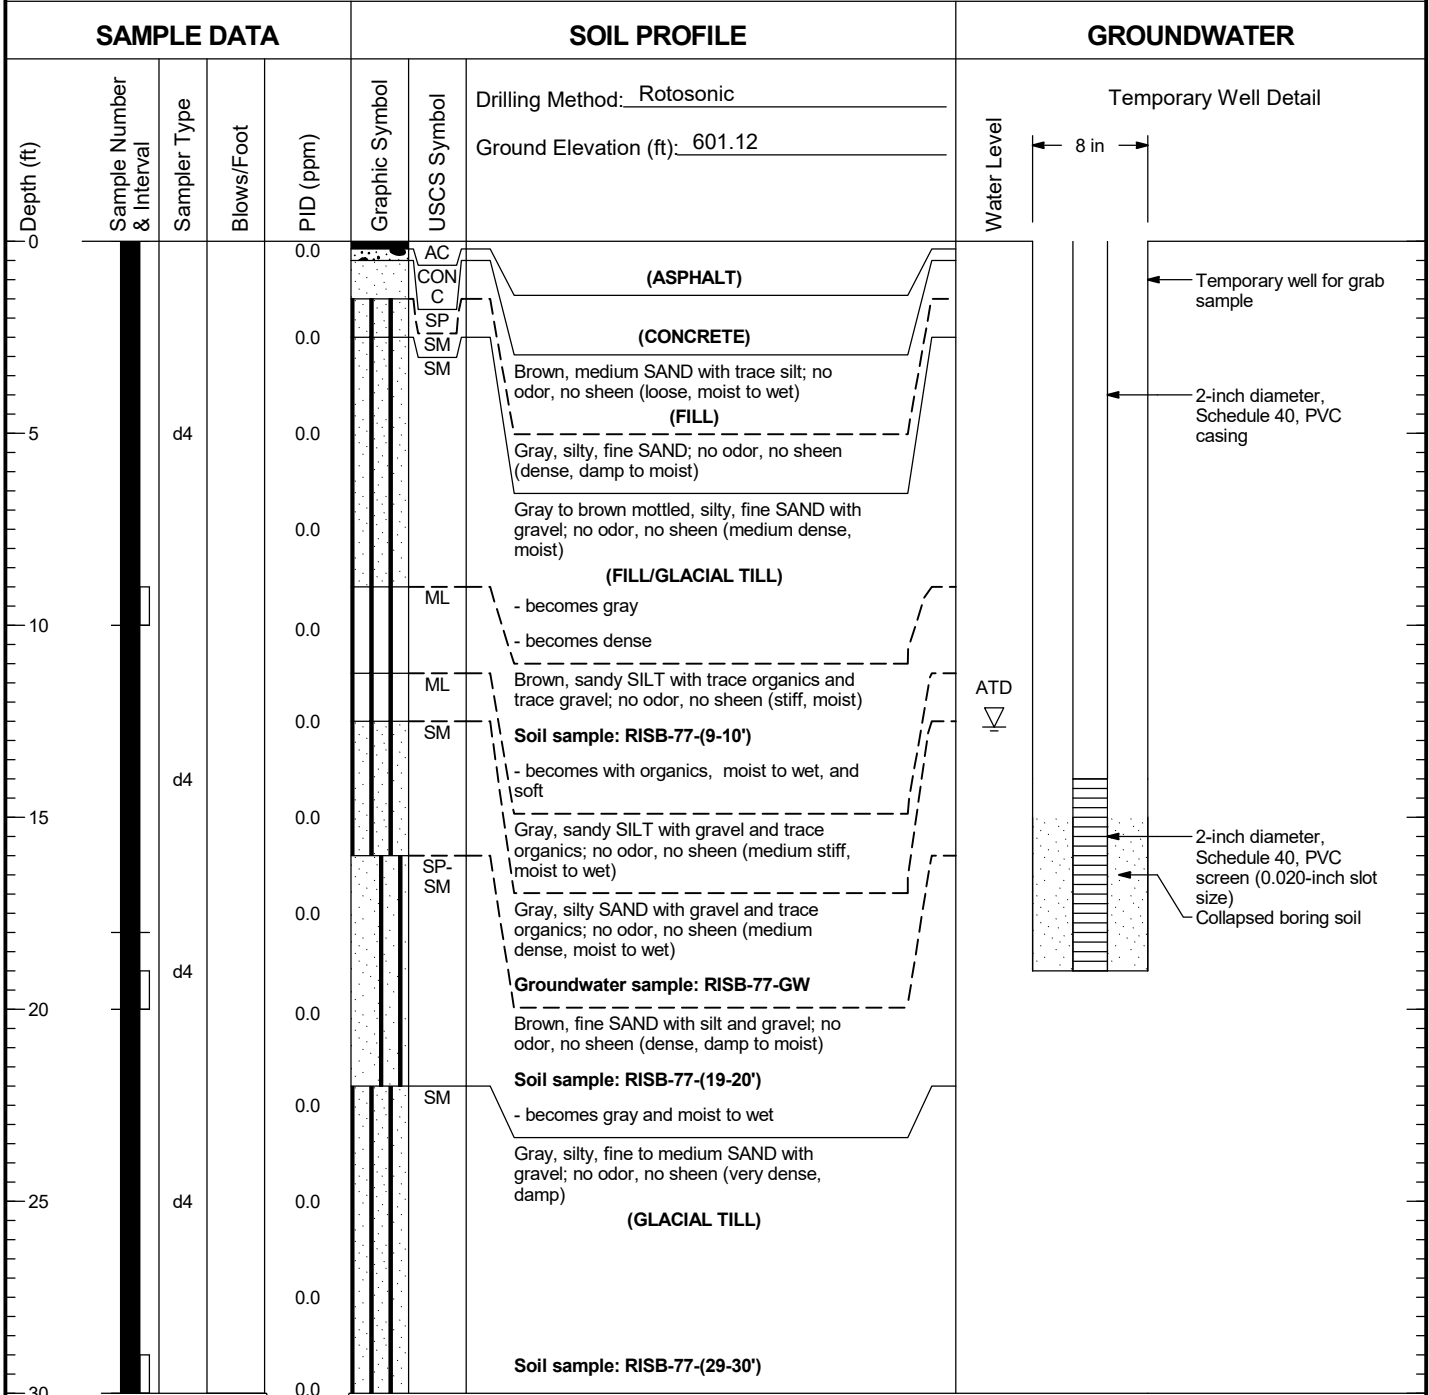 SAMPLE DATA
SOIL PROFILE
GROUNDWATER
Depth (ft)
Sample Number
& Interval
Sampler Type
Blows/Foot
PID (ppm)
Graphic Symbol
USCS Symbol
Drilling Method: Rotosonic
Ground Elevation (ft): 601.12
Water Level
Temporary Well Detail
8 in
0
5
10
15
20
25
30
d4
d4
d4
d4
0.0
0.0
0.0
0.0
0.0
0.0
0.0
0.0
0.0
0.0
0.0
0.0
0.0
AC
CON
C
SP
SM
SM
ML
ML
SM
SP-
SM
SM
(ASPHALT)
(CONCRETE)
Brown, medium SAND with trace silt; no
odor, no sheen (loose, moist to wet)
(FILL)
Gray, silty, fine SAND; no odor, no sheen
(dense, damp to moist)
Gray to brown mottled, silty, fine SAND with
gravel; no odor, no sheen (medium dense,
moist)
(FILL/GLACIAL TILL)
- becomes gray
- becomes dense
Brown, sandy SILT with trace organics and
trace gravel; no odor, no sheen (stiff, moist)
Soil sample: RISB-77-(9-10')
- becomes with organics, moist to wet, and
soft
Gray, sandy SILT with gravel and trace
organics; no odor, no sheen (medium stiff,
moist to wet)
Gray, silty SAND with gravel and trace
organics; no odor, no sheen (medium
dense, moist to wet)
Groundwater sample: RISB-77-GW
Brown, fine SAND with silt and gravel; no
odor, no sheen (dense, damp to moist)
Soil sample: RISB-77-(19-20')
- becomes gray and moist to wet
Gray, silty, fine to medium SAND with
gravel; no odor, no sheen (very dense,
damp)
(GLACIAL TILL)
Soil sample: RISB-77-(29-30')
ATD
Temporary well for grab
sample
2-inch diameter,
Schedule 40, PVC
casing
2-inch diameter,
Schedule 40, PVC
screen (0.020-inch slot
size)
Collapsed boring soil